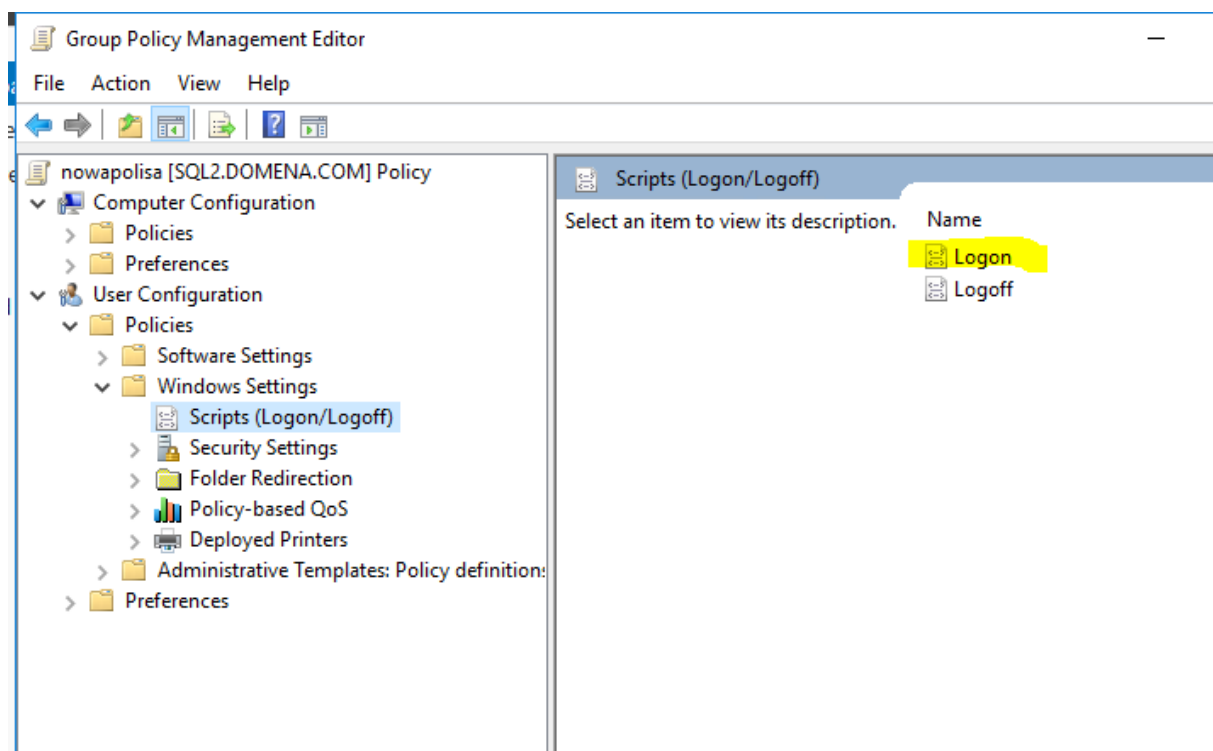 Group Policy Management Editor
File Action View Help
nowapolisa [SQL2.DOMENA.COM] Policy
Computer Configuration
Policies
Preferences
User Configuration
Policies
Software Settings
Windows Settings
Scripts (Logon/Logoff)
Security Settings
Folder Redirection
Policy-based QoS
Deployed Printers
Administrative Templates: Policy definitions
Preferences
Scripts (Logon/Logoff)
Select an item to view its description.
Name
Logon
Logoff